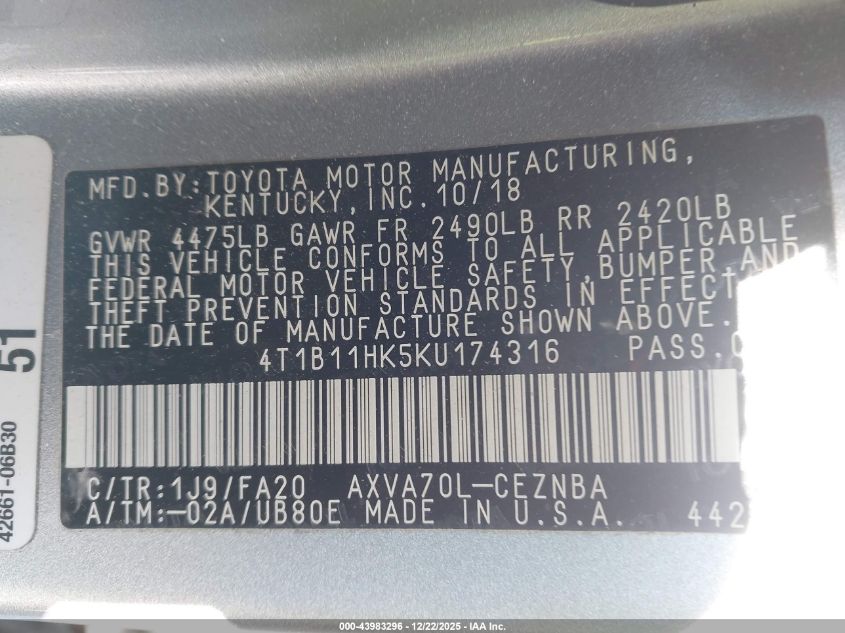 MFD.BY:TOYOTA MOTOR MANUFACTURING,
KENTUCKY,INC.10/18
GVWR 4475LB GAWR FR 2490LB RR 2420LB
THIS VEHICLE CONFORMS TO ALL APPLICABLE
FEDERAL MOTOR VEHICLE SAFETY,BUMPER AND
THEFT PREVENTION STANDARDS IN EFFECT
THE DATE OF MANUFACTURE SHOWN ABOVE.
4T1B11HK5KU174316 PASS.
C/TR:1J9/FA20 AXVA70L-CEZNBA
A/TM:-02A/UB80E MADE IN U.S.A. 442
51
42661-06B30
000-43983296 - 12/22/2025 - IAA Inc.